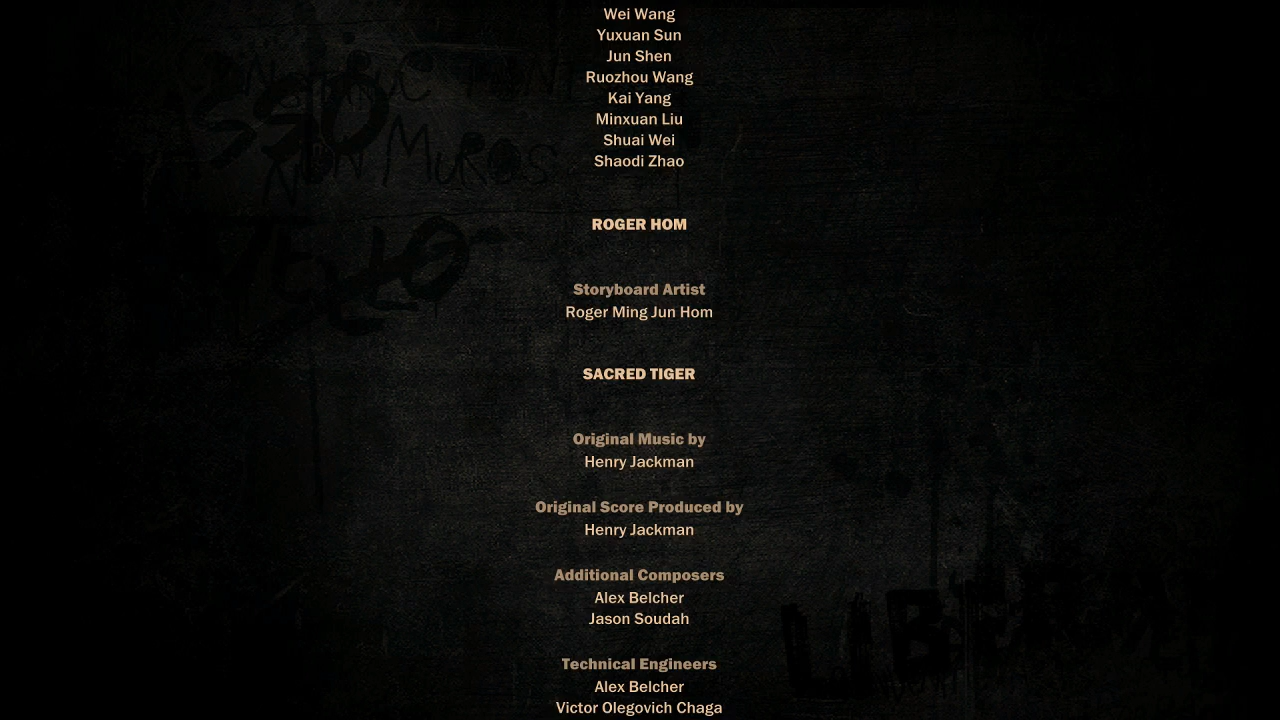 Wei Wang
Yuxuan Sun
Jun Shen
Ruozhou Wang
Kai Yang
Minxuan Liu
Shuai Wei
Shaodi Zhao
ROGER HOM
Storyboard Artist
Roger Ming Jun Hom
SACRED TIGER
Original Music by
Henry Jackman
Original Score Produced by
Henry Jackman
Additional Composers
Alex Belcher
Jason Soudah
Technical Engineers
Alex Belcher
Victor Olegovich Chaga